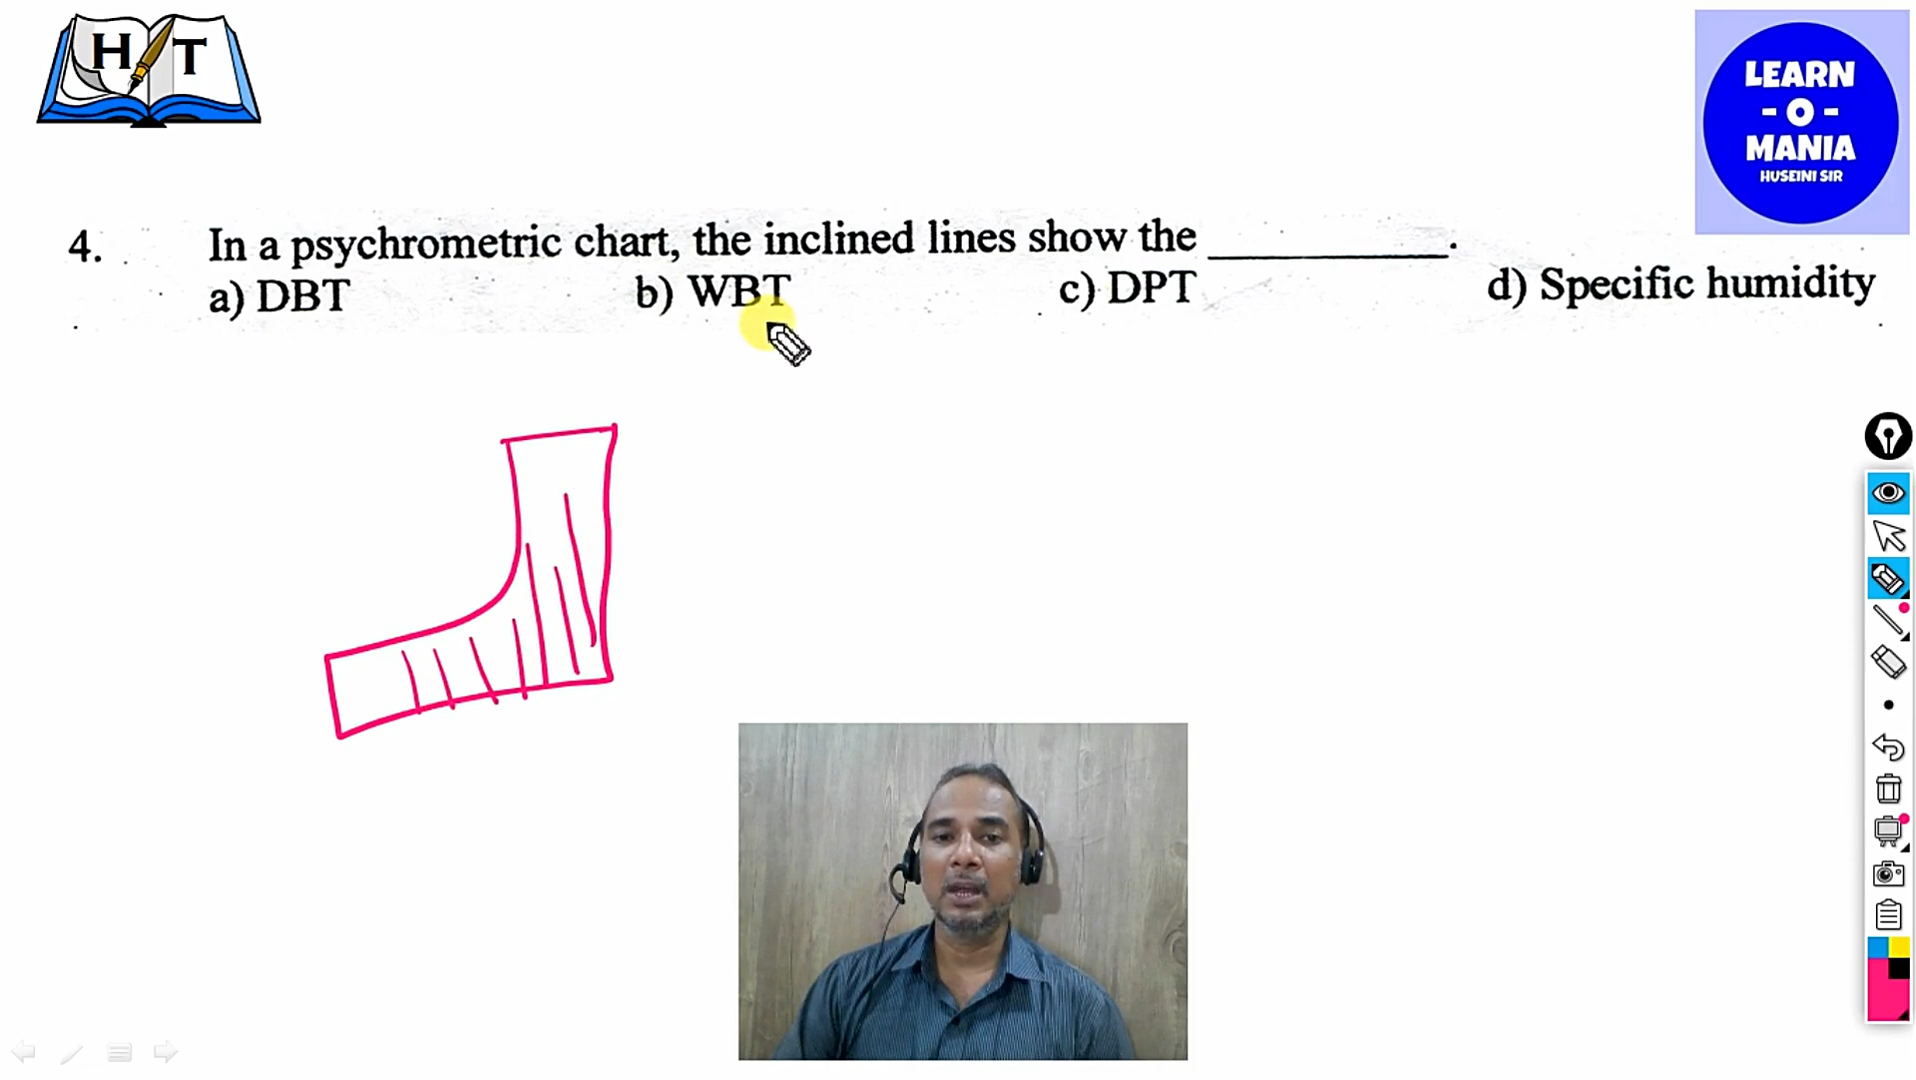 H T
LEARN
- O -
MANIA
HUSEINI SIR
4. In a psychrometric chart, the inclined lines show the ____________.
a) DBT b) WBT c) DPT d) Specific humidity